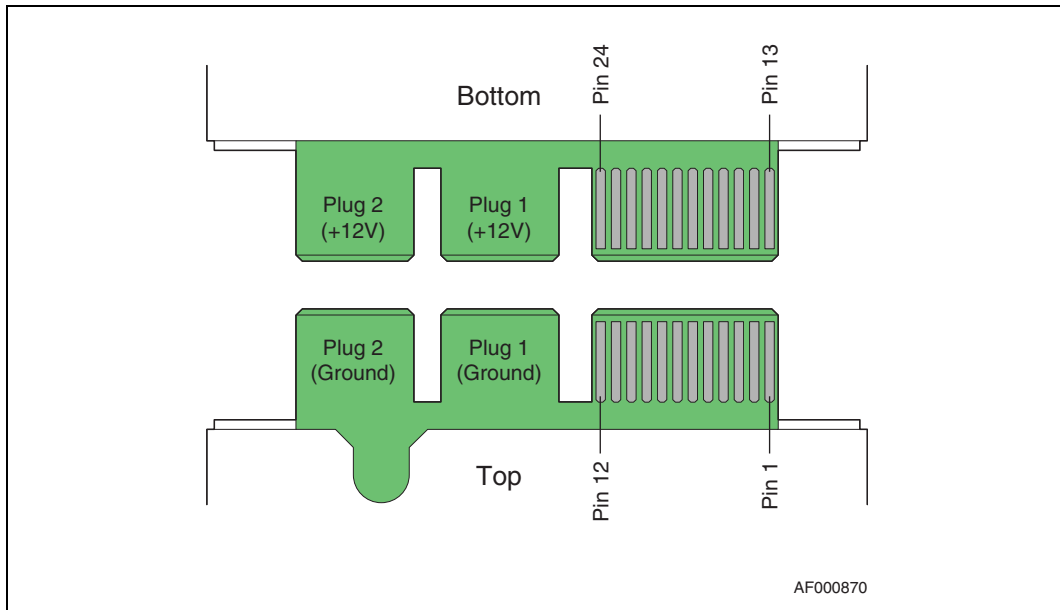 Bottom
Pin 24
Pin 13
Plug 2
(+12V)
Plug 1
(+12V)
Plug 2
(Ground)
Plug 1
(Ground)
Top
Pin 12
Pin 1
AF000870